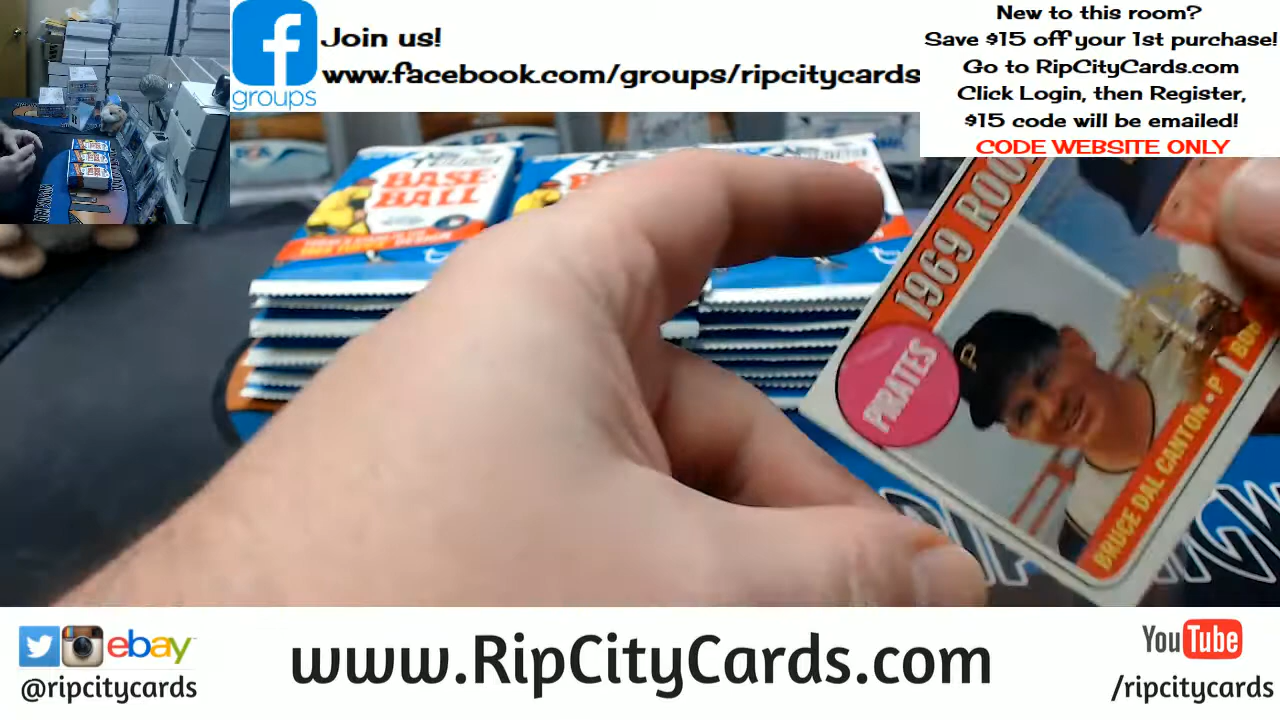 Join us!
www.facebook.com/groups/ripcitycards
groups
New to this room?
Save $15 off your 1st purchase!
Go to RipCityCards.com
Click Login, then Register,
$15 code will be emailed!
CODE WEBSITE ONLY
BASE-
BALL
1969
PIRATES
P
BRUCE DAL CANTON • P
ebay
@ripcitycards
www.RipCityCards.com
YouTube
/ripcitycards